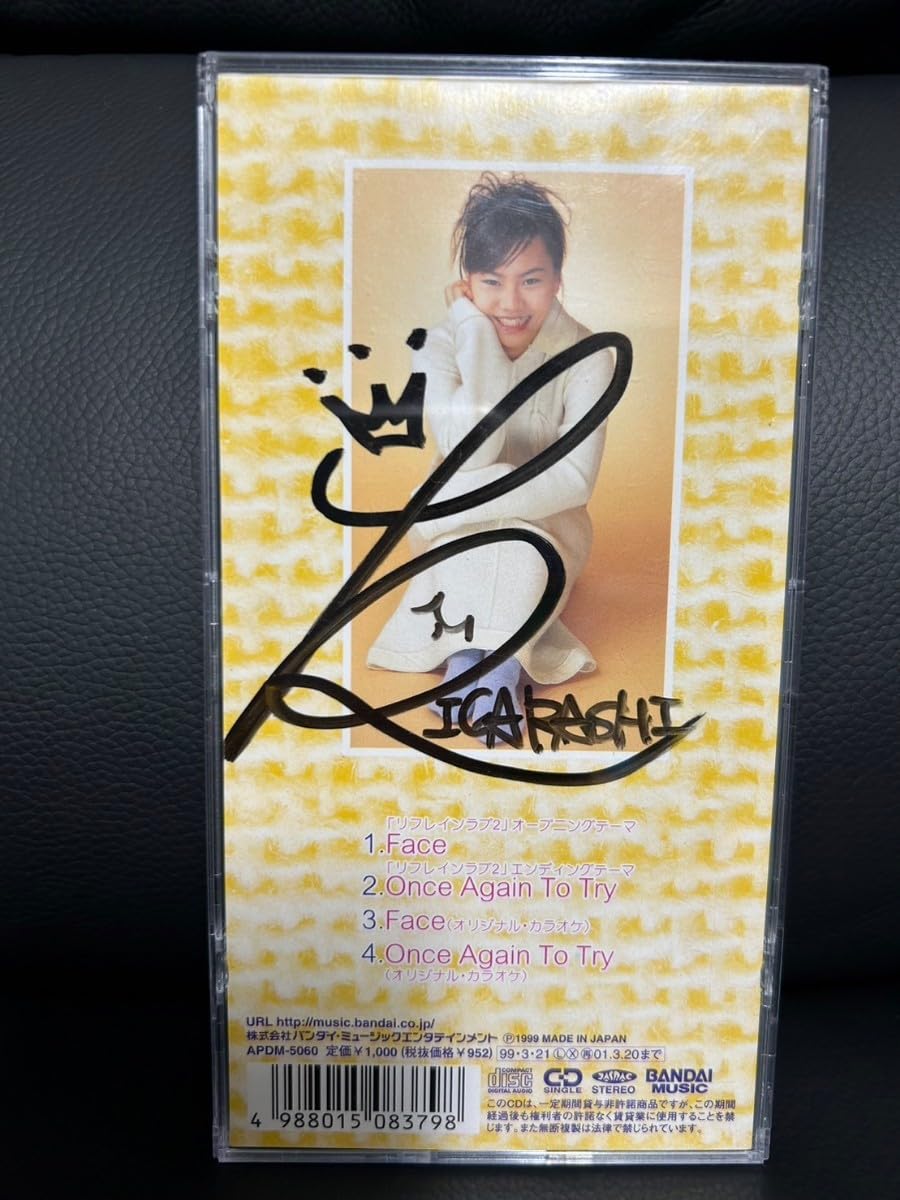 IGARASHI
「リフレインラブ2」オープニングテーマ
1.Face
「リフレインラブ2」エンディングテーマ
2.Once Again To Try
3.Face(オリジナル・カラオケ)
4.Once Again To Try
(オリジナル・カラオケ)
URL http://music.bandai.co.jp/
株式会社バンダイ・ミュージックエンタテインメント Ⓟ1999 MADE IN JAPAN
APDM-5060 定価¥1,000(税抜価格¥952) 99・3・21 Ⓛ Ⓧ 再 01.3.20まで
COMPACT disc DIGITAL AUDIO CD SINGLE JASRAC STEREO BANDAI MUSIC
このCDは、一定期間貸与非許諾商品ですが、この期間
経過後も権利者の許諾なく賃貸業に使用することを禁
じます。また無断複製は法律で禁じられています。
4 988015 083798